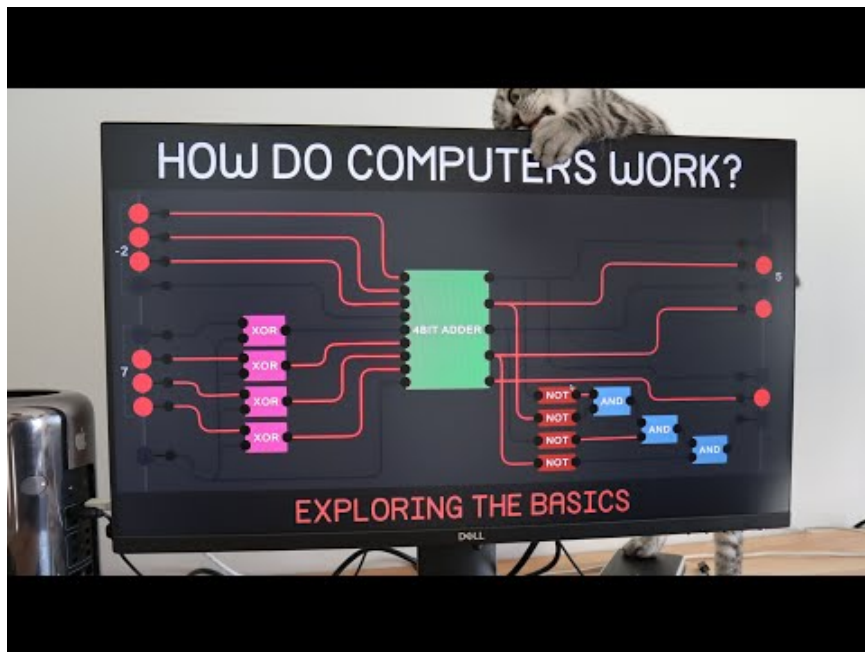 HOW DO COMPUTERS WORK?
-2
5
4BIT ADDER
XOR
XOR
7
XOR
XOR
NOT
AND
NOT
AND
NOT
AND
NOT
EXPLORING THE BASICS
DELL